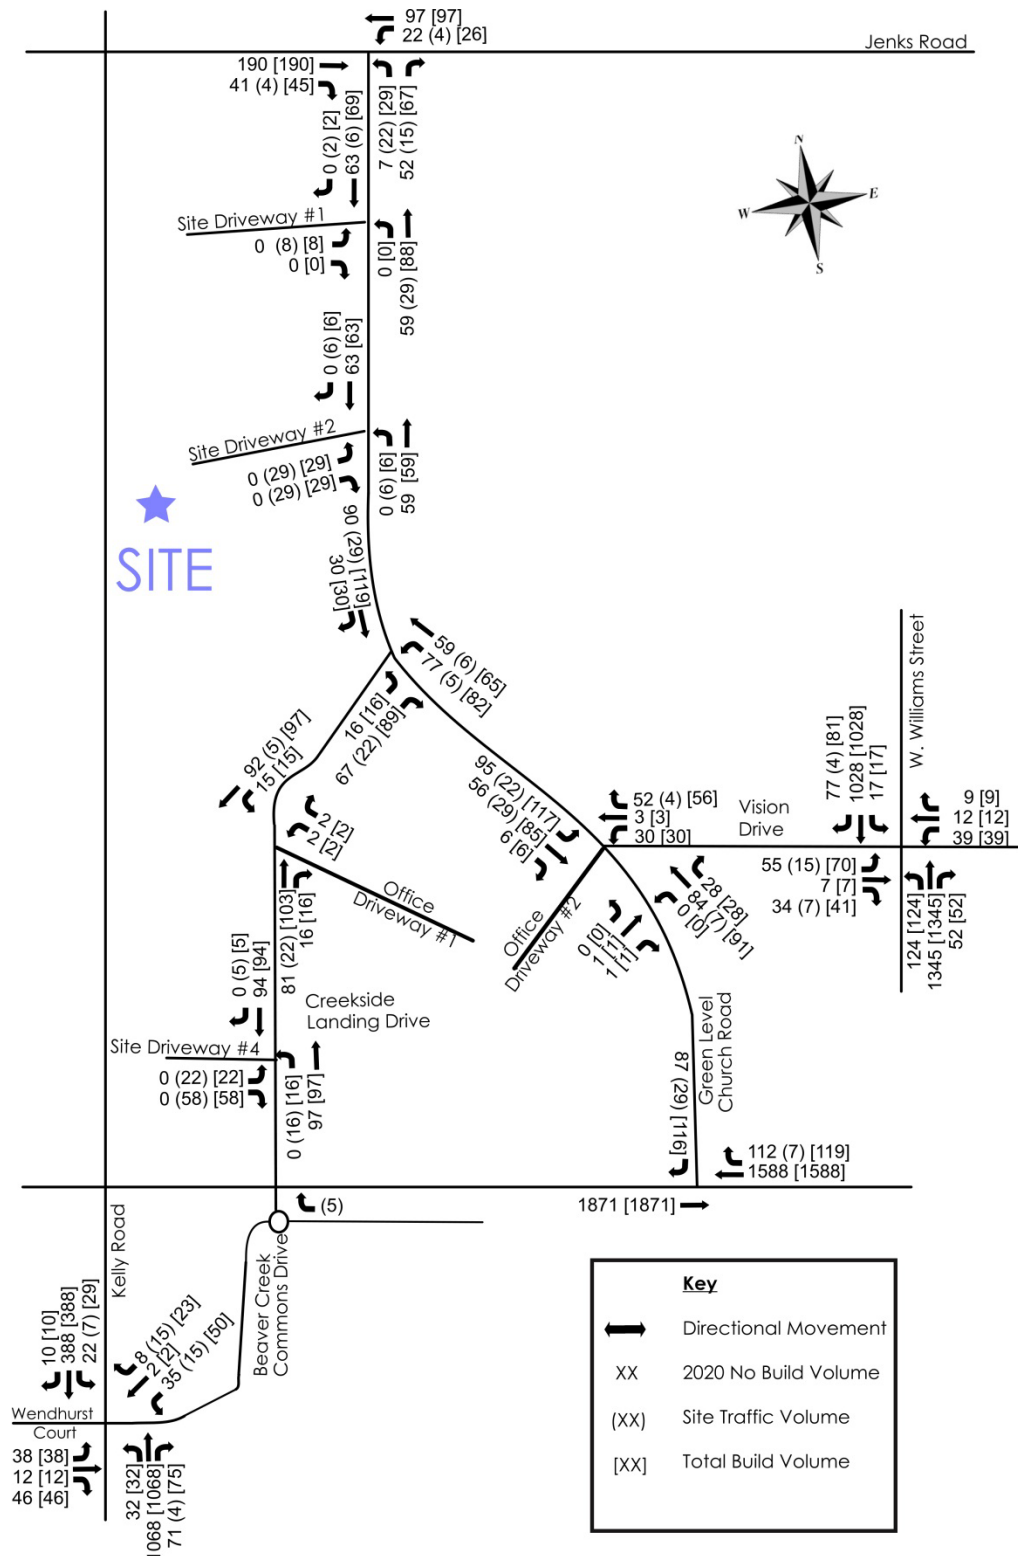 97 [97]
22 (4) [26]
Jenks Road
190 [190]
41 (4) [45]
0 (2) [2]
63 (6) [69]
7 (22) [29]
52 (15) [67]
N
E
W
S
Site Driveway #1
0 (8) [8]
0 [0]
0 [0]
59 (29) [88]
0 (6) [6]
63 [63]
Site Driveway #2
0 (29) [29]
0 (29) [29]
0 (6) [6]
59 [59]
SITE
90 (29) [119]
30 [30]
59 (6) [65]
77 (5) [82]
16 [16]
67 (22) [89]
92 (5) [97]
15 [15]
2 [2]
2 [2]
Office
Driveway #1
81 (22) [103]
16 [16]
95 (22) [117]
56 (29) [85]
6 [6]
52 (4) [56]
3 [3]
30 [30]
Vision
Drive
W. Williams Street
77 (4) [81]
1028 [1028]
17 [17]
9 [9]
12 [12]
39 [39]
55 (15) [70]
7 [7]
34 (7) [41]
124 [124]
1345 [1345]
52 [52]
Office
Driveway #2
28 [28]
84 (7) [91]
0 [0]
0 [0]
1 [1]
1 [1]
0 (5) [5]
94 [94]
Creekside
Landing Drive
Site Driveway #4
0 (22) [22]
0 (58) [58]
0 (16) [16]
97 [97]
Green Level
Church Road
87 (29) [116]
112 (7) [119]
1588 [1588]
1871 [1871]
(5)
Kelly Road
Beaver Creek
Commons Drive
10 [10]
388 [388]
22 (7) [29]
8 (15) [23]
2 [2]
35 (15) [50]
Wendhurst
Court
38 [38]
12 [12]
46 [46]
32 [32]
1068 [1068]
71 (4) [75]
Key
Directional Movement
XX 2020 No Build Volume
(XX) Site Traffic Volume
[XX] Total Build Volume